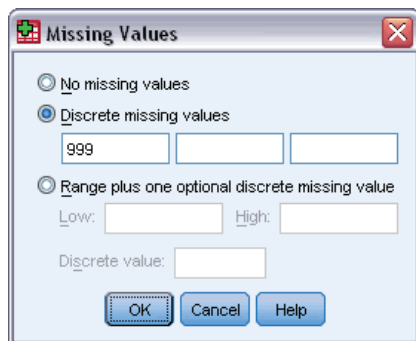 Missing Values
No missing values
Discrete missing values
999
Range plus one optional discrete missing value
Low: High:
Discrete value:
OK Cancel Help